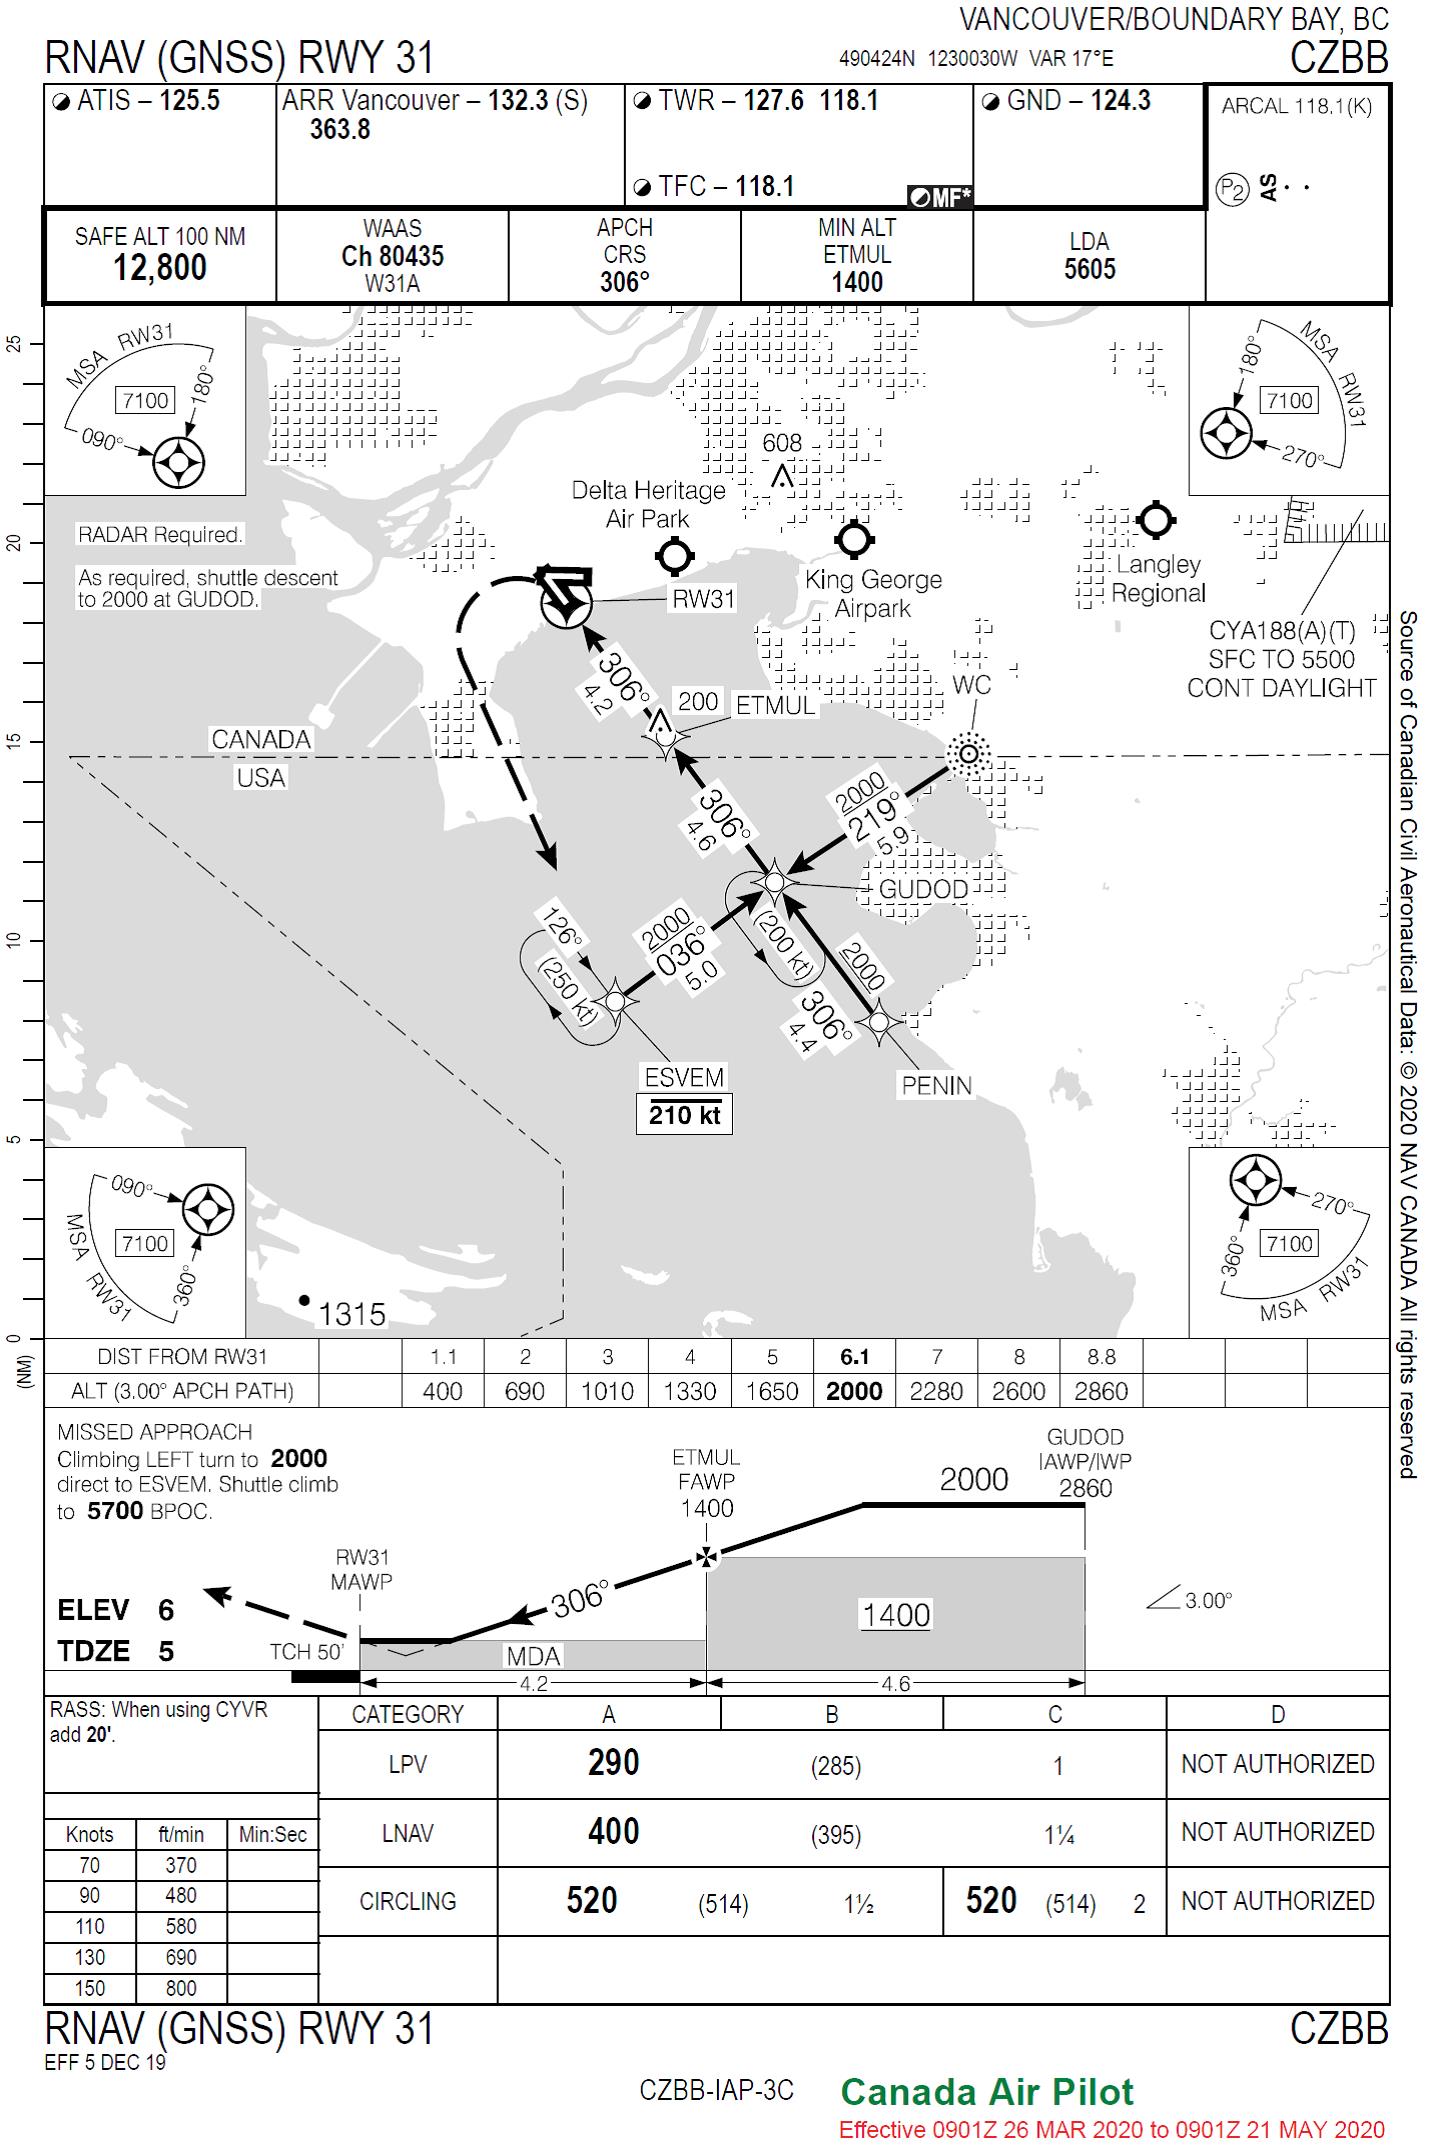 VANCOUVER/BOUNDARY BAY, BC
RNAV (GNSS) RWY 31
490424N 1230030W VAR 17°E
CZBB
ATIS – 125.5
ARR Vancouver – 132.3 (S)
363.8
TWR – 127.6 118.1
TFC – 118.1
MF*
GND – 124.3
ARCAL 118.1(K)
P2 AS
SAFE ALT 100 NM
12,800
WAAS
Ch 80435
W31A
APCH
CRS
306°
MIN ALT
ETMUL
1400
LDA
5605
25
20
15
10
5
0
(NM)
MSA RW31
7100
180°
090°
MSA RW31
7100
180°
270°
RADAR Required.
As required, shuttle descent
to 2000 at GUDOD.
608
Delta Heritage
Air Park
King George
Airpark
Langley
Regional
RW31
CYA188(A)(T)
SFC TO 5500
CONT DAYLIGHT
306°
4.2
200
ETMUL
WC
CANADA
USA
306°
4.6
2000
219°
5.9
GUDOD
126°
(250 kt)
2000
036°
5.0
(200 kt)
2000
306°
4.4
ESVEM
210 kt
PENIN
090°
7100
360°
MSA RW31
270°
7100
360°
MSA RW31
1315
Source of Canadian Civil Aeronautical Data: © 2020 NAV CANADA All rights reserved
DIST FROM RW31 1.1 2 3 4 5 6.1 7 8 8.8
ALT (3.00° APCH PATH) 400 690 1010 1330 1650 2000 2280 2600 2860
MISSED APPROACH
Climbing LEFT turn to 2000
direct to ESVEM. Shuttle climb
to 5700 BPOC.
ETMUL
FAWP
1400
2000
GUDOD
IAWP/IWP
2860
RW31
MAWP
306°
1400
3.00°
ELEV 6
TDZE 5
TCH 50'
MDA
4.2
4.6
RASS: When using CYVR
add 20'.
CATEGORY A B C D
LPV 290 (285) 1 NOT AUTHORIZED
LNAV 400 (395) 1¼ NOT AUTHORIZED
CIRCLING 520 (514) 1½ 520 (514) 2 NOT AUTHORIZED
Knots ft/min Min:Sec
70 370
90 480
110 580
130 690
150 800
RNAV (GNSS) RWY 31
CZBB
EFF 5 DEC 19
CZBB-IAP-3C
Canada Air Pilot
Effective 0901Z 26 MAR 2020 to 0901Z 21 MAY 2020